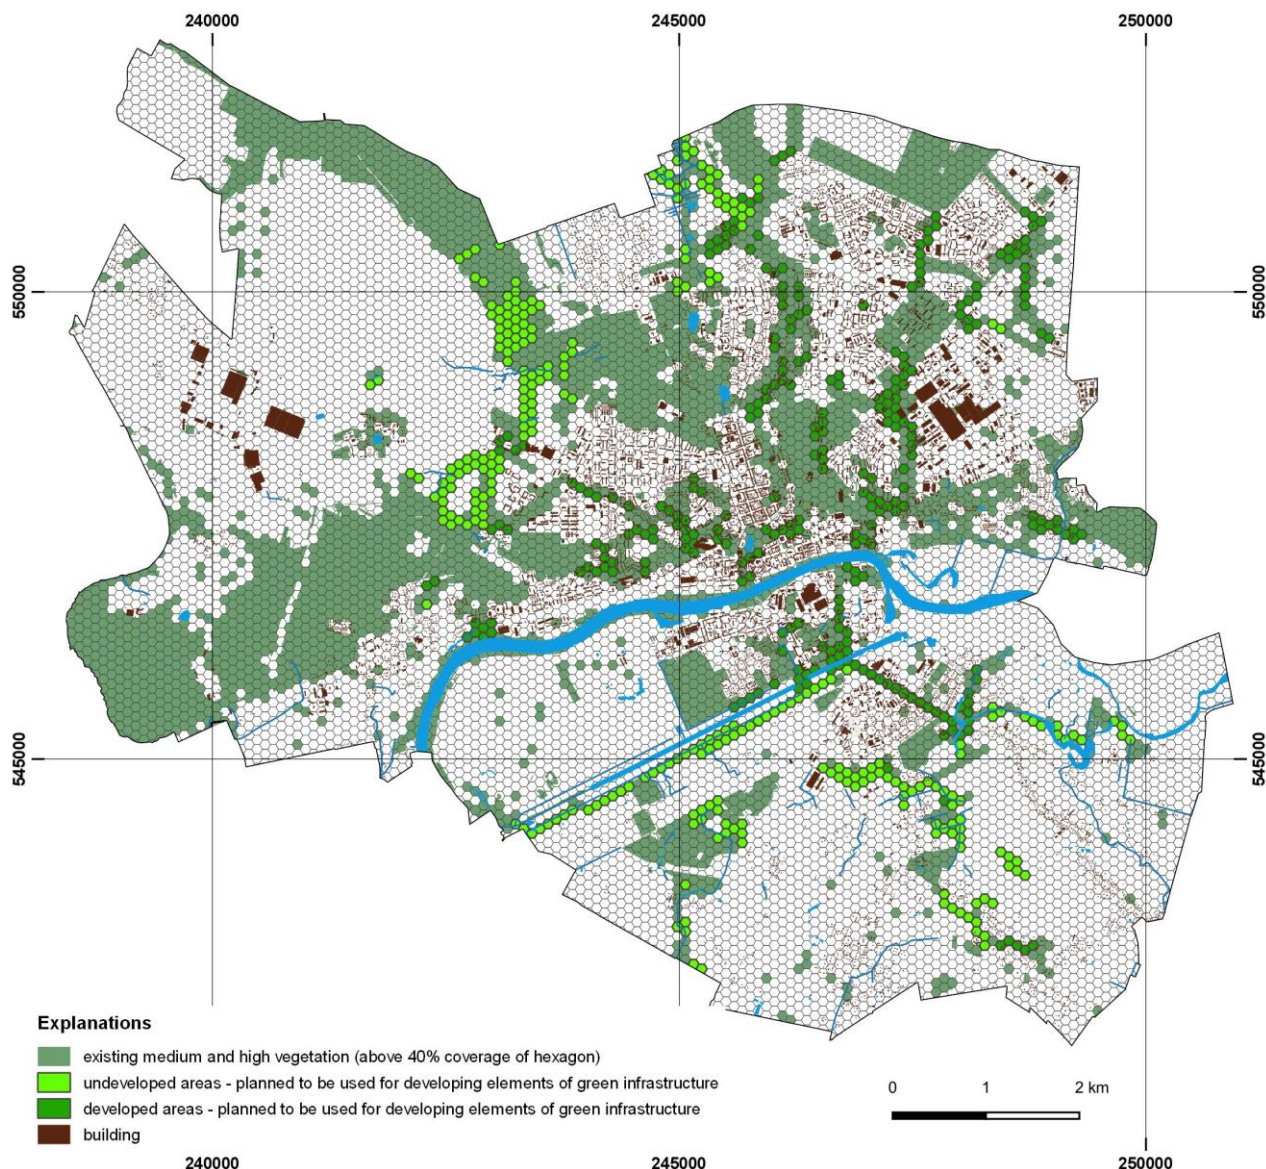 240000 245000 250000
550000 550000
545000 545000
Explanations
existing medium and high vegetation (above 40% coverage of hexagon)
undeveloped areas - planned to be used for developing elements of green infrastructure
0 1 2 km
developed areas - planned to be used for developing elements of green infrastructure
building
240000 245000 250000